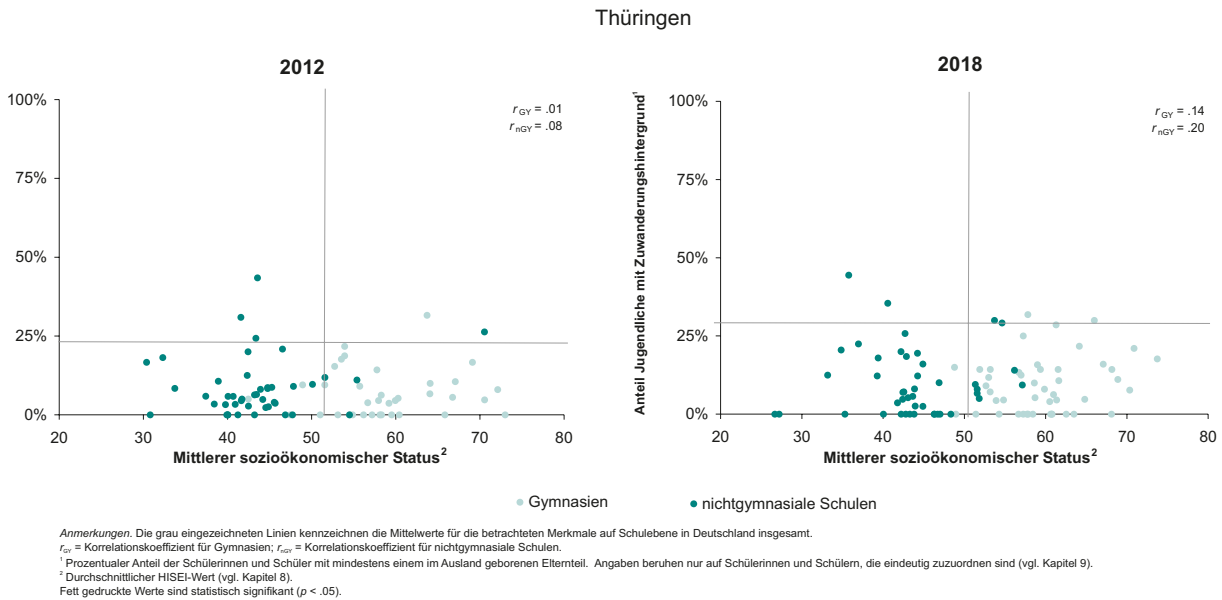 Thüringen
2012
100%
75%
50%
25%
0%
r GY = .01
r nGY = .08
20 30 40 50 60 70 80
Mittlerer sozioökonomischer Status²
2018
Anteil Jugendliche mit Zuwanderungshintergrund¹
100%
75%
50%
25%
0%
r GY = .14
r nGY = .20
20 30 40 50 60 70 80
Mittlerer sozioökonomischer Status²
Gymnasien nichtgymnasiale Schulen
Anmerkungen. Die grau eingezeichneten Linien kennzeichnen die Mittelwerte für die betrachteten Merkmale auf Schulebene in Deutschland insgesamt.
r GY = Korrelationskoeffizient für Gymnasien; r nGY = Korrelationskoeffizient für nichtgymnasiale Schulen.
¹ Prozentualer Anteil der Schülerinnen und Schüler mit mindestens einem im Ausland geborenen Elternteil. Angaben beruhen nur auf Schülerinnen und Schülern, die eindeutig zuzuordnen sind (vgl. Kapitel 9).
² Durchschnittlicher HISEI-Wert (vgl. Kapitel 8).
Fett gedruckte Werte sind statistisch signifikant (p < .05).